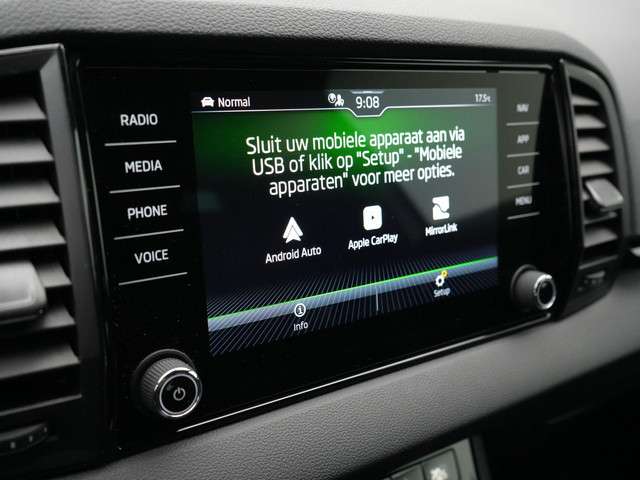 Normal
9:08
17.5°C
RADIO
MEDIA
PHONE
VOICE
Sluit uw mobiele apparaat aan via
USB of klik op "Setup" - "Mobiele
apparaten" voor meer opties.
Android Auto
Apple CarPlay
MirrorLink
Info
Setup
NAV
APP
CAR
MENU